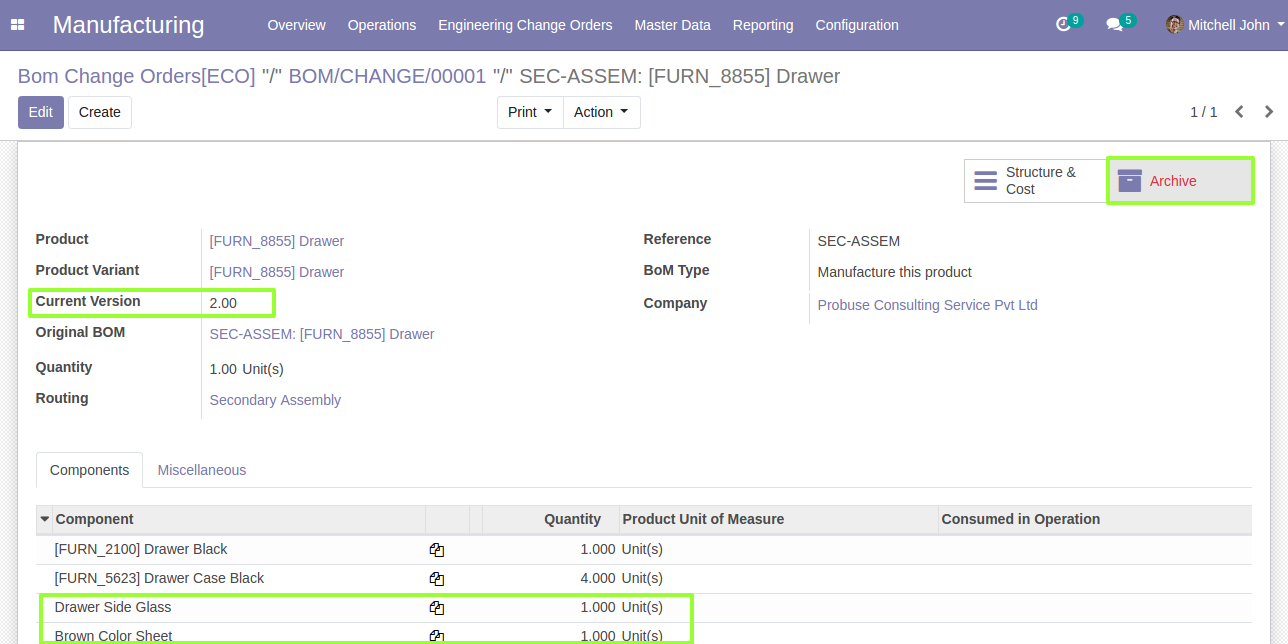 Manufacturing Overview Operations Engineering Change Orders Master Data Reporting Configuration 9 5 Mitchell John
Bom Change Orders[ECO] "/" BOM/CHANGE/00001 "/" SEC-ASSEM: [FURN_8855] Drawer
Edit Create Print Action 1 / 1
Structure & Cost
Archive
Product [FURN_8855] Drawer
Product Variant [FURN_8855] Drawer
Current Version 2.00
Original BOM SEC-ASSEM: [FURN_8855] Drawer
Quantity 1.00 Unit(s)
Routing Secondary Assembly
Reference SEC-ASSEM
BoM Type Manufacture this product
Company Probuse Consulting Service Pvt Ltd
Components Miscellaneous
Component Quantity Product Unit of Measure Consumed in Operation
[FURN_2100] Drawer Black 1.000 Unit(s)
[FURN_5623] Drawer Case Black 4.000 Unit(s)
Drawer Side Glass 1.000 Unit(s)
Brown Color Sheet 1.000 Unit(s)